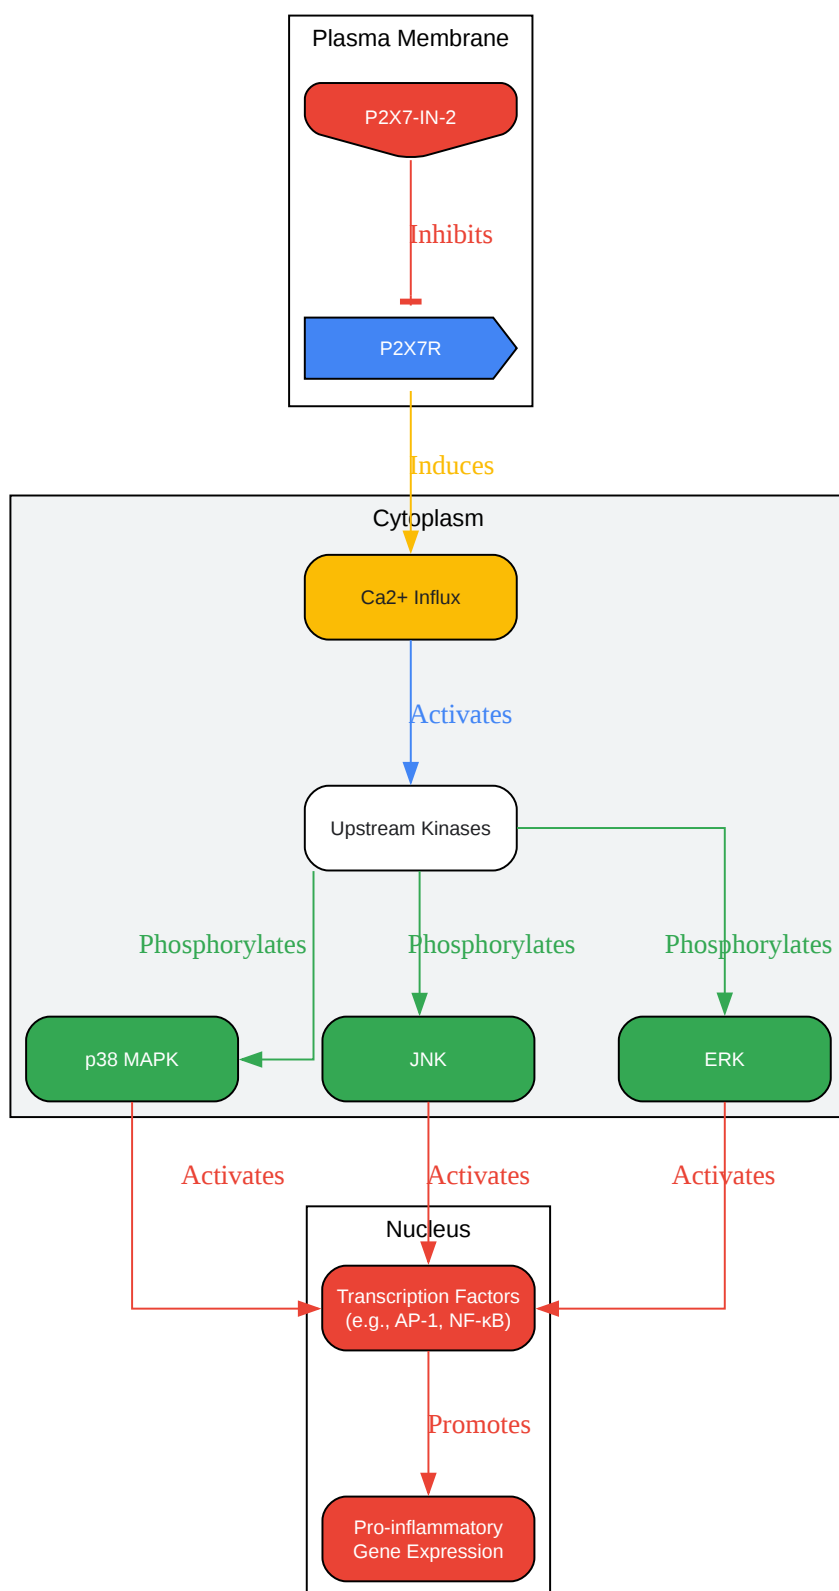 Plasma Membrane
P2X7-IN-2
Inhibits
P2X7R
Induces
Cytoplasm
Ca2+ Influx
Activates
Upstream Kinases
Phosphorylates
Phosphorylates
Phosphorylates
p38 MAPK
JNK
ERK
Activates
Activates
Activates
Nucleus
Transcription Factors
(e.g., AP-1, NF-κB)
Promotes
Pro-inflammatory
Gene Expression